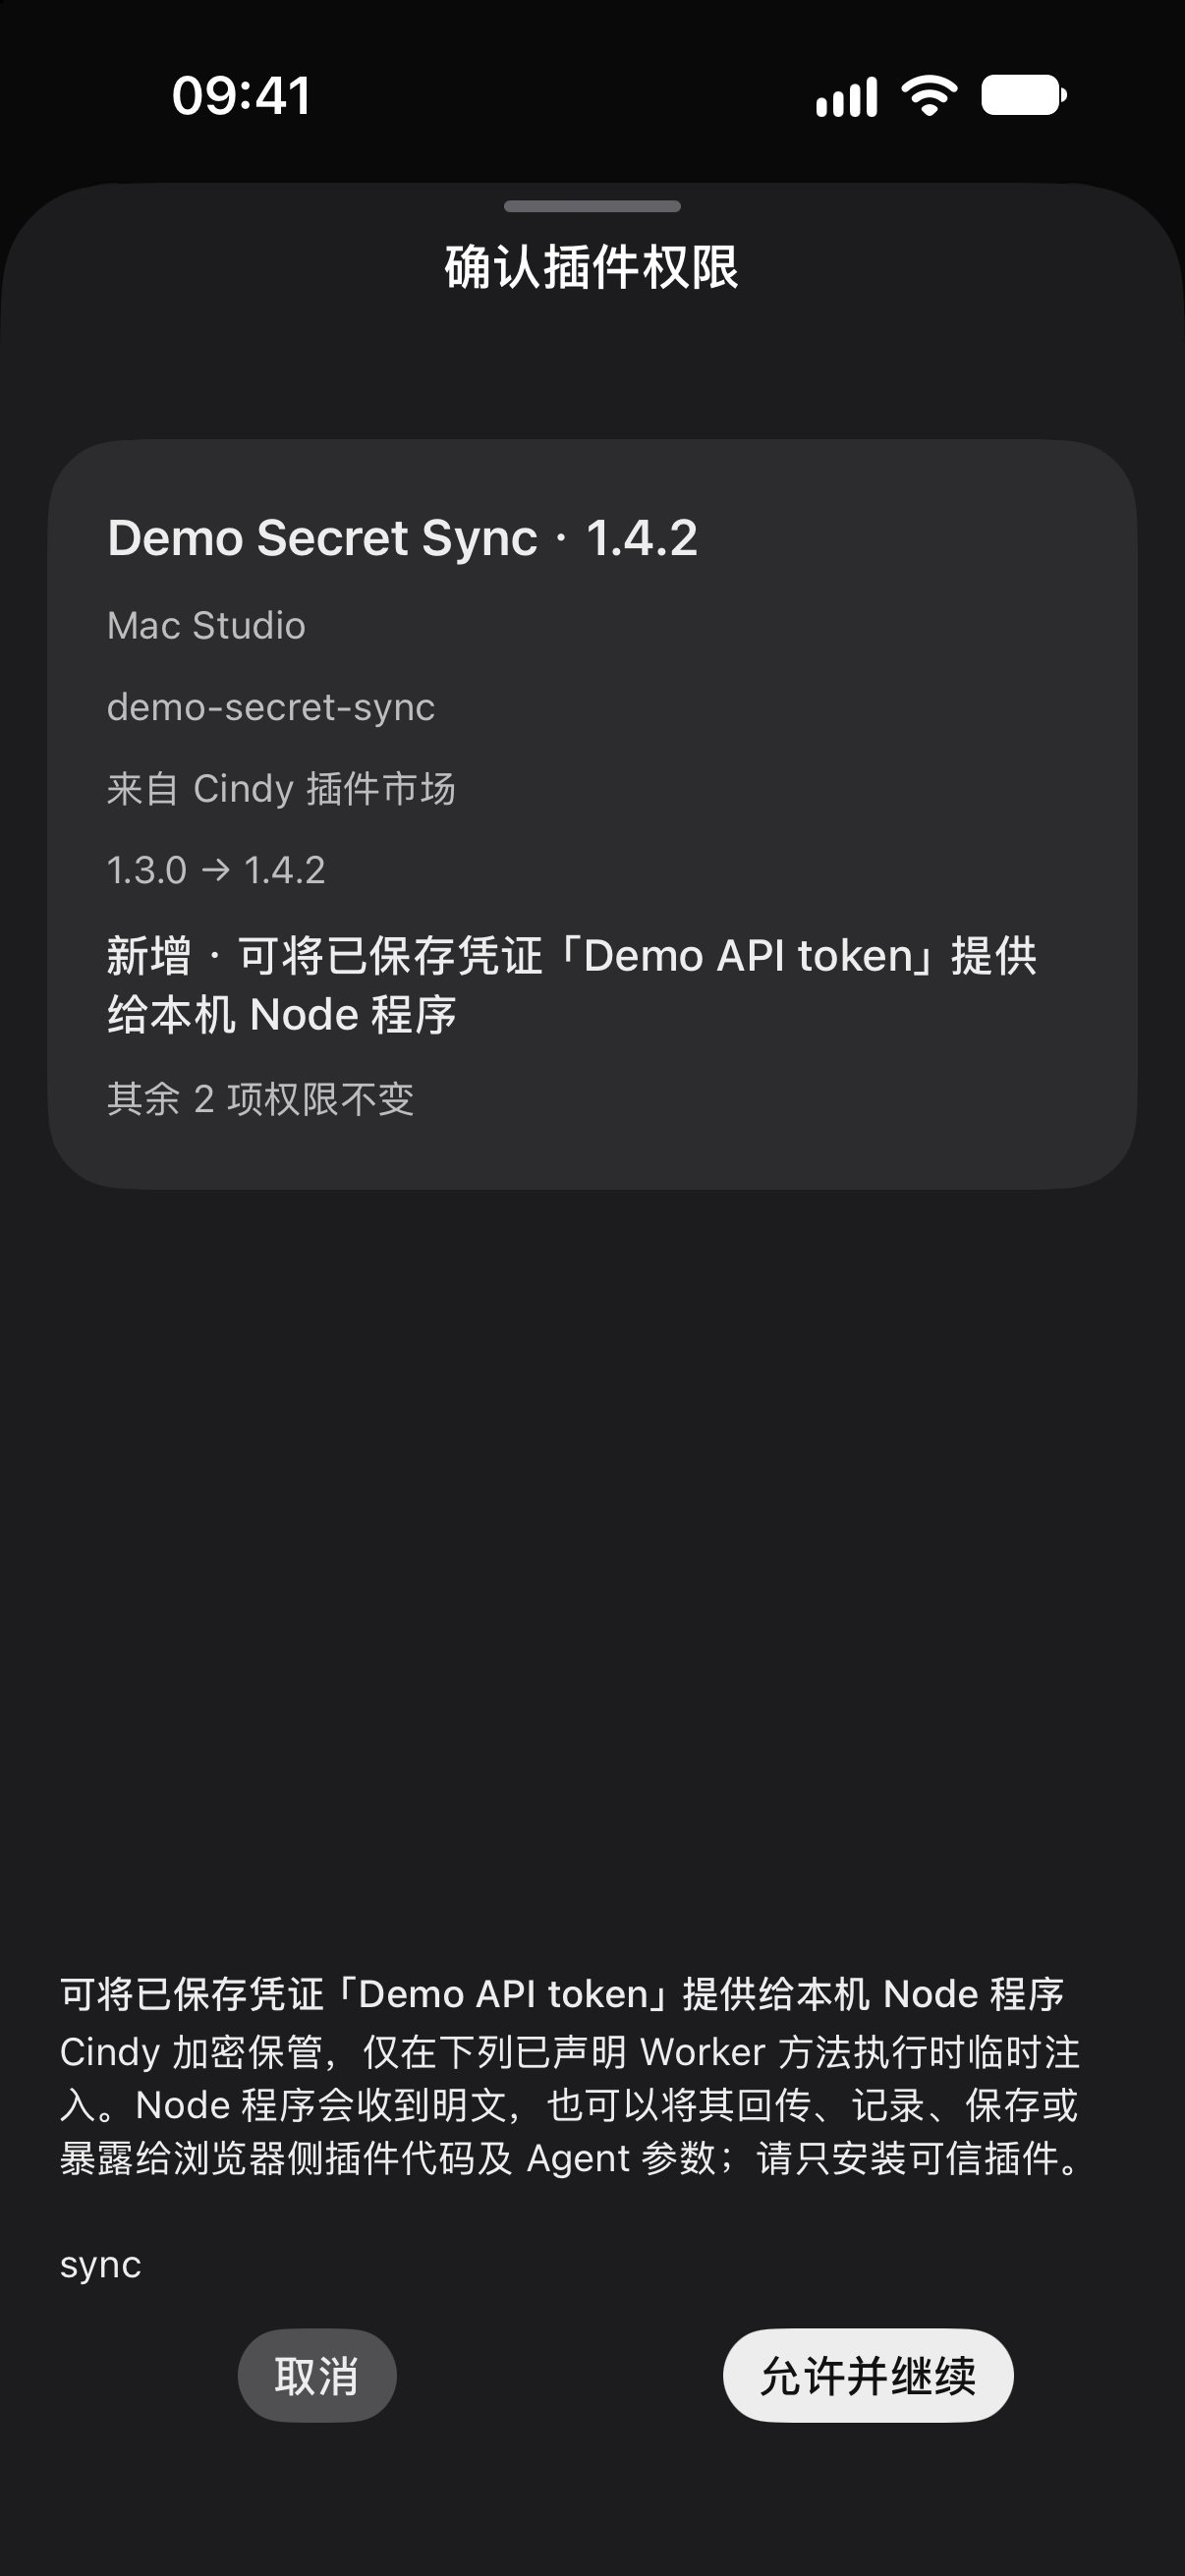 09:41
确认插件权限
Demo Secret Sync · 1.4.2
Mac Studio
demo-secret-sync
来自 Cindy 插件市场
1.3.0 → 1.4.2
新增 · 可将已保存凭证「Demo API token」提供
给本机 Node 程序
其余 2 项权限不变
可将已保存凭证「Demo API token」提供给本机 Node 程序
Cindy 加密保管，仅在下列已声明 Worker 方法执行时临时注
入。Node 程序会收到明文，也可以将其回传、记录、保存或
暴露给浏览器侧插件代码及 Agent 参数；请只安装可信插件。
sync
取消
允许并继续